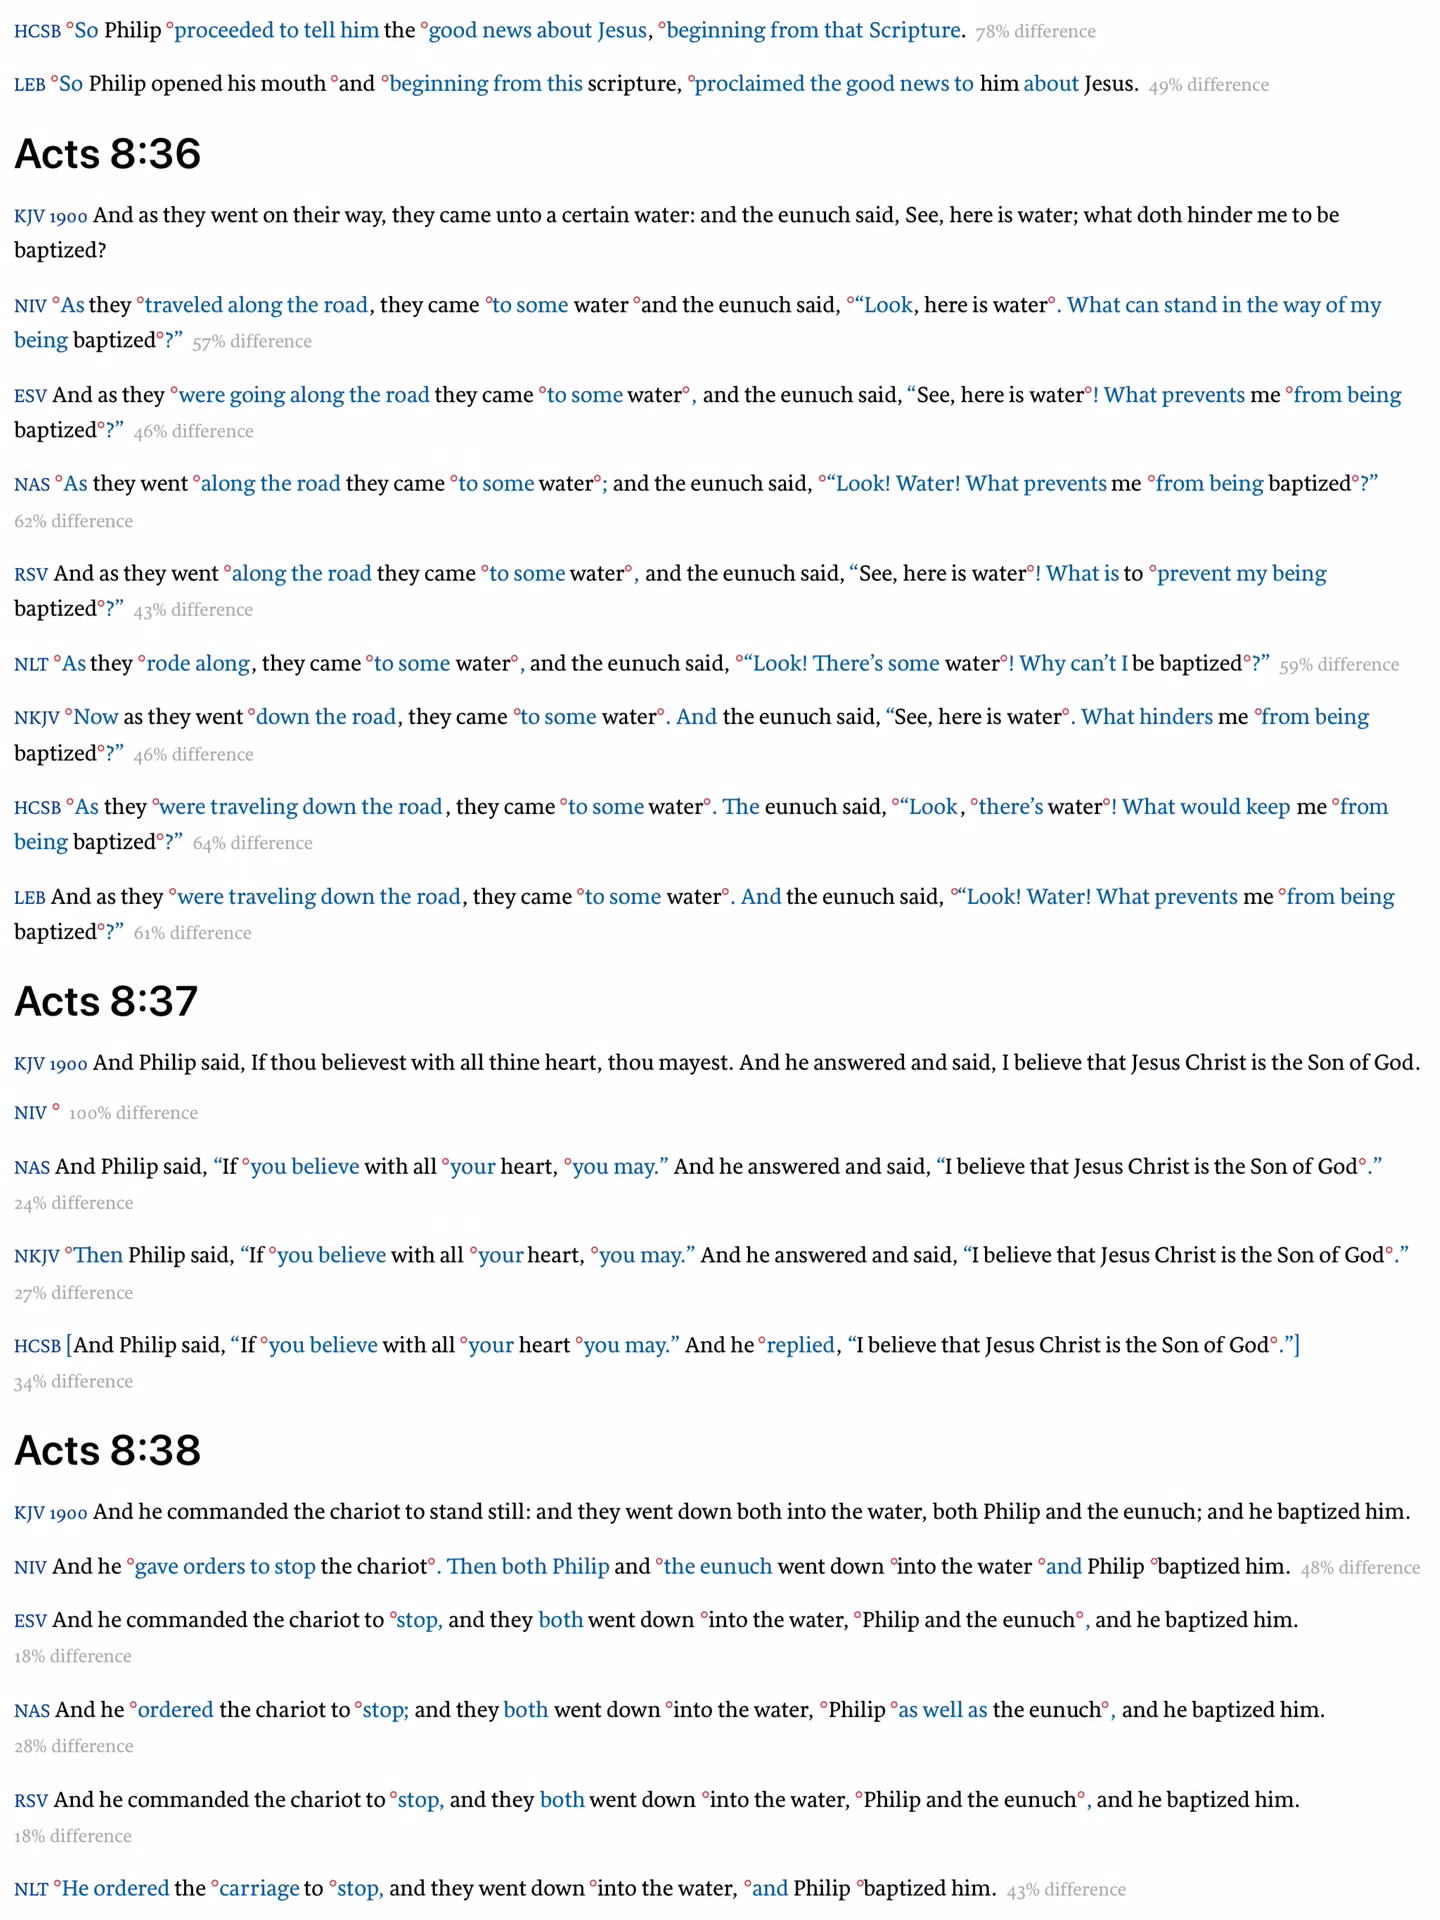 HCSB °So Philip °proceeded to tell him the °good news about Jesus, °beginning from that Scripture. 78% difference
LEB °So Philip opened his mouth °and °beginning from this scripture, °proclaimed the good news to him about Jesus. 49% difference
Acts 8:36
KJV 1900 And as they went on their way, they came unto a certain water: and the eunuch said, See, here is water; what doth hinder me to be
baptized?
NIV °As they °traveled along the road, they came °to some water °and the eunuch said, °“Look, here is water°. What can stand in the way of my
being baptized°?” 57% difference
ESV And as they °were going along the road they came °to some water°, and the eunuch said, “See, here is water°! What prevents me °from being
baptized°?” 46% difference
NAS °As they went °along the road they came °to some water°; and the eunuch said, °“Look! Water! What prevents me °from being baptized°?”
62% difference
RSV And as they went °along the road they came °to some water°, and the eunuch said, “See, here is water°! What is to °prevent my being
baptized°?” 43% difference
NLT °As they °rode along, they came °to some water°, and the eunuch said, °“Look! There’s some water°! Why can’t I be baptized°?” 59% difference
NKJV °Now as they went °down the road, they came °to some water°. And the eunuch said, “See, here is water°. What hinders me °from being
baptized°?” 46% difference
HCSB °As they °were traveling down the road, they came °to some water°. The eunuch said, °“Look, °there’s water°! What would keep me °from
being baptized°?” 64% difference
LEB And as they °were traveling down the road, they came °to some water°. And the eunuch said, °“Look! Water! What prevents me °from being
baptized°?” 61% difference
Acts 8:37
KJV 1900 And Philip said, If thou believest with all thine heart, thou mayest. And he answered and said, I believe that Jesus Christ is the Son of God.
NIV ° 100% difference
NAS And Philip said, “If °you believe with all °your heart, °you may.” And he answered and said, “I believe that Jesus Christ is the Son of God°.”
24% difference
NKJV °Then Philip said, “If °you believe with all °your heart, °you may.” And he answered and said, “I believe that Jesus Christ is the Son of God°.”
27% difference
HCSB [And Philip said, “If °you believe with all °your heart °you may.” And he °replied, “I believe that Jesus Christ is the Son of God°.”]
34% difference
Acts 8:38
KJV 1900 And he commanded the chariot to stand still: and they went down both into the water, both Philip and the eunuch; and he baptized him.
NIV And he °gave orders to stop the chariot°. Then both Philip and °the eunuch went down °into the water °and Philip °baptized him. 48% difference
ESV And he commanded the chariot to °stop, and they both went down °into the water, °Philip and the eunuch°, and he baptized him.
18% difference
NAS And he °ordered the chariot to °stop; and they both went down °into the water, °Philip °as well as the eunuch°, and he baptized him.
28% difference
RSV And he commanded the chariot to °stop, and they both went down °into the water, °Philip and the eunuch°, and he baptized him.
18% difference
NLT °He ordered the °carriage to °stop, and they went down °into the water, °and Philip °baptized him. 43% difference